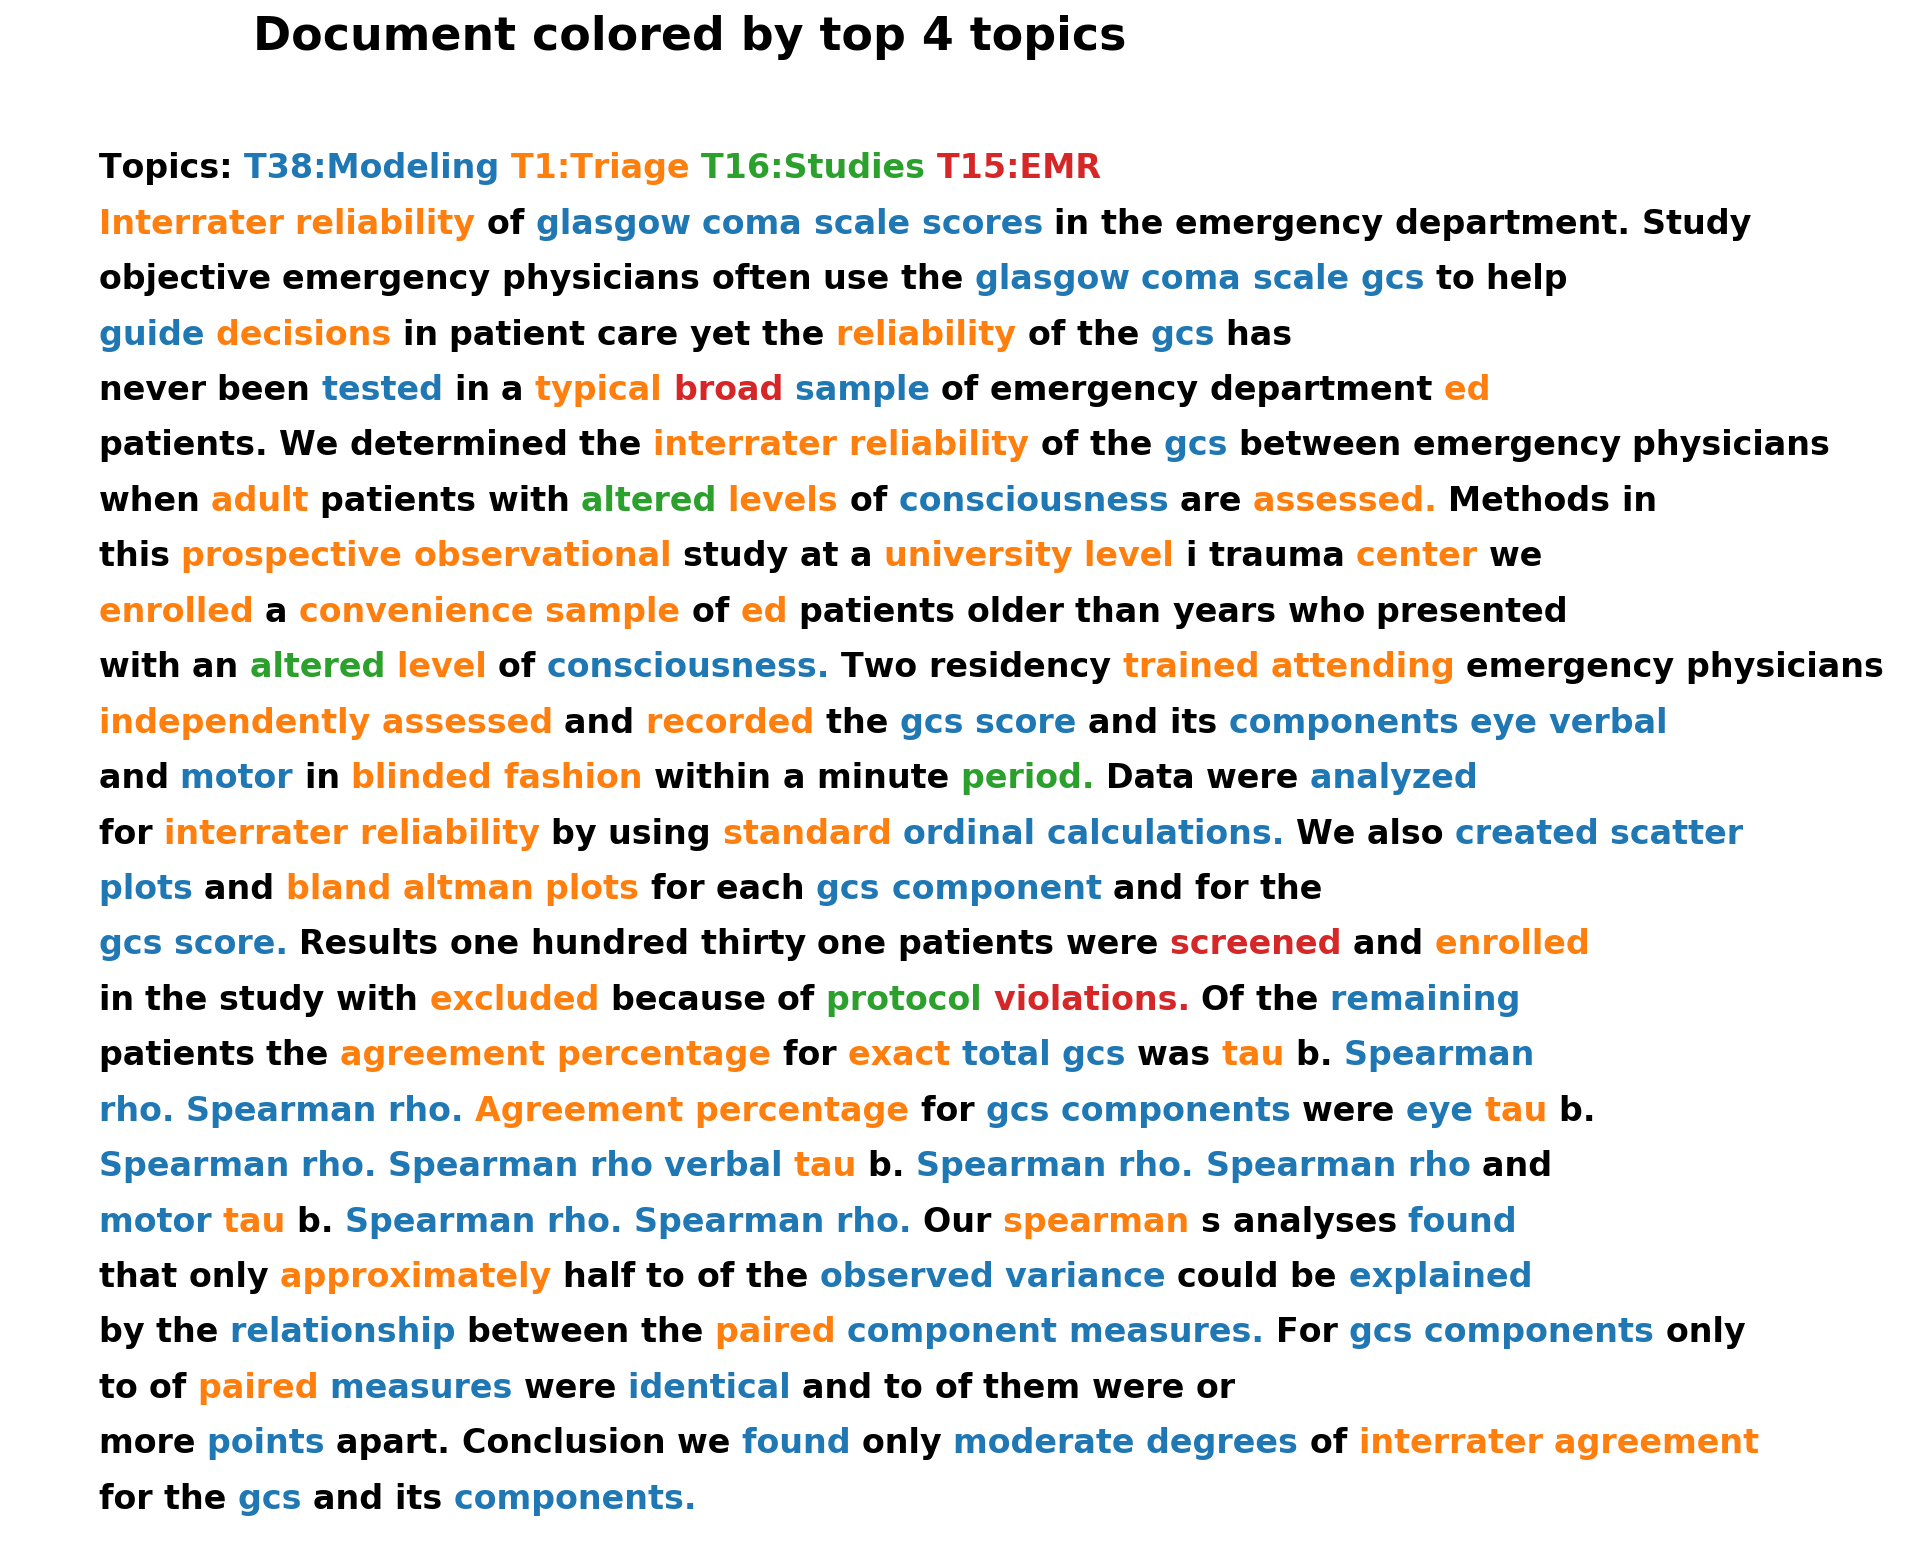 Document colored by top 4 topics
Topics: T38:Modeling T1:Triage T16:Studies T15:EMR
Interrater reliability of glasgow coma scale scores in the emergency department. Study
objective emergency physicians often use the glasgow coma scale gcs to help
guide decisions in patient care yet the reliability of the gcs has
never been tested in a typical broad sample of emergency department ed
patients. We determined the interrater reliability of the gcs between emergency physicians
when adult patients with altered levels of consciousness are assessed. Methods in
this prospective observational study at a university level i trauma center we
enrolled a convenience sample of ed patients older than years who presented
with an altered level of consciousness. Two residency trained attending emergency physicians
independently assessed and recorded the gcs score and its components eye verbal
and motor in blinded fashion within a minute period. Data were analyzed
for interrater reliability by using standard ordinal calculations. We also created scatter
plots and bland altman plots for each gcs component and for the
gcs score. Results one hundred thirty one patients were screened and enrolled
in the study with excluded because of protocol violations. Of the remaining
patients the agreement percentage for exact total gcs was tau b. Spearman
rho. Spearman rho. Agreement percentage for gcs components were eye tau b.
Spearman rho. Spearman rho verbal tau b. Spearman rho. Spearman rho and
motor tau b. Spearman rho. Spearman rho. Our spearman s analyses found
that only approximately half to of the observed variance could be explained
by the relationship between the paired component measures. For gcs components only
to of paired measures were identical and to of them were or
more points apart. Conclusion we found only moderate degrees of interrater agreement
for the gcs and its components.